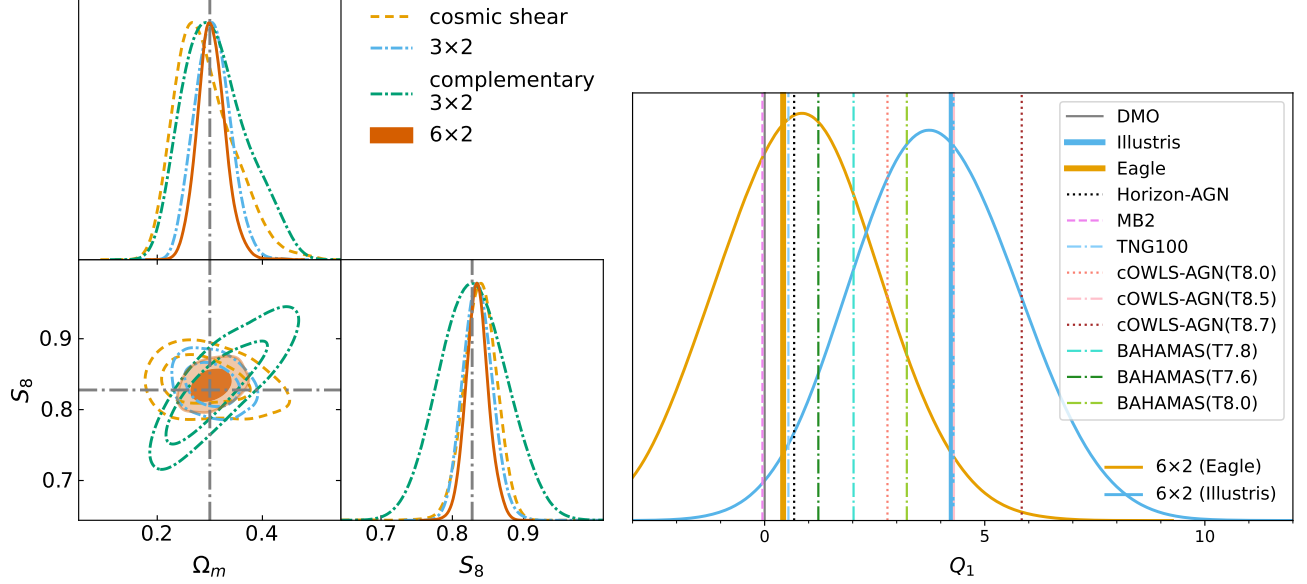 cosmic shear
3×2
complementary
3×2
6×2
0.9
0.8
0.7
S8
0.2
0.4
Ωm
0.7
0.8
0.9
S8
DMO
Illustris
Eagle
Horizon-AGN
MB2
TNG100
cOWLS-AGN(T8.0)
cOWLS-AGN(T8.5)
cOWLS-AGN(T8.7)
BAHAMAS(T7.8)
BAHAMAS(T7.6)
BAHAMAS(T8.0)
6×2 (Eagle)
6×2 (Illustris)
0
5
10
Q1